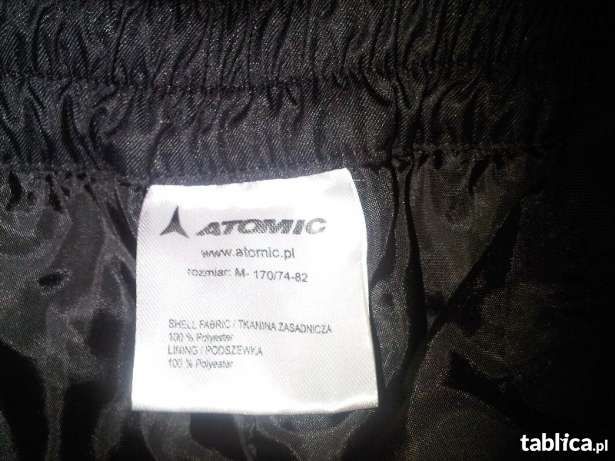 ATOMIC
www.atomic.pl
rozmiar: M- 170/74-82
SHELL FABRIC / TKANINA ZASADNICZA
100 % Polyester
LINING / PODSZEWKA
100 % Polyester
tablica.pl